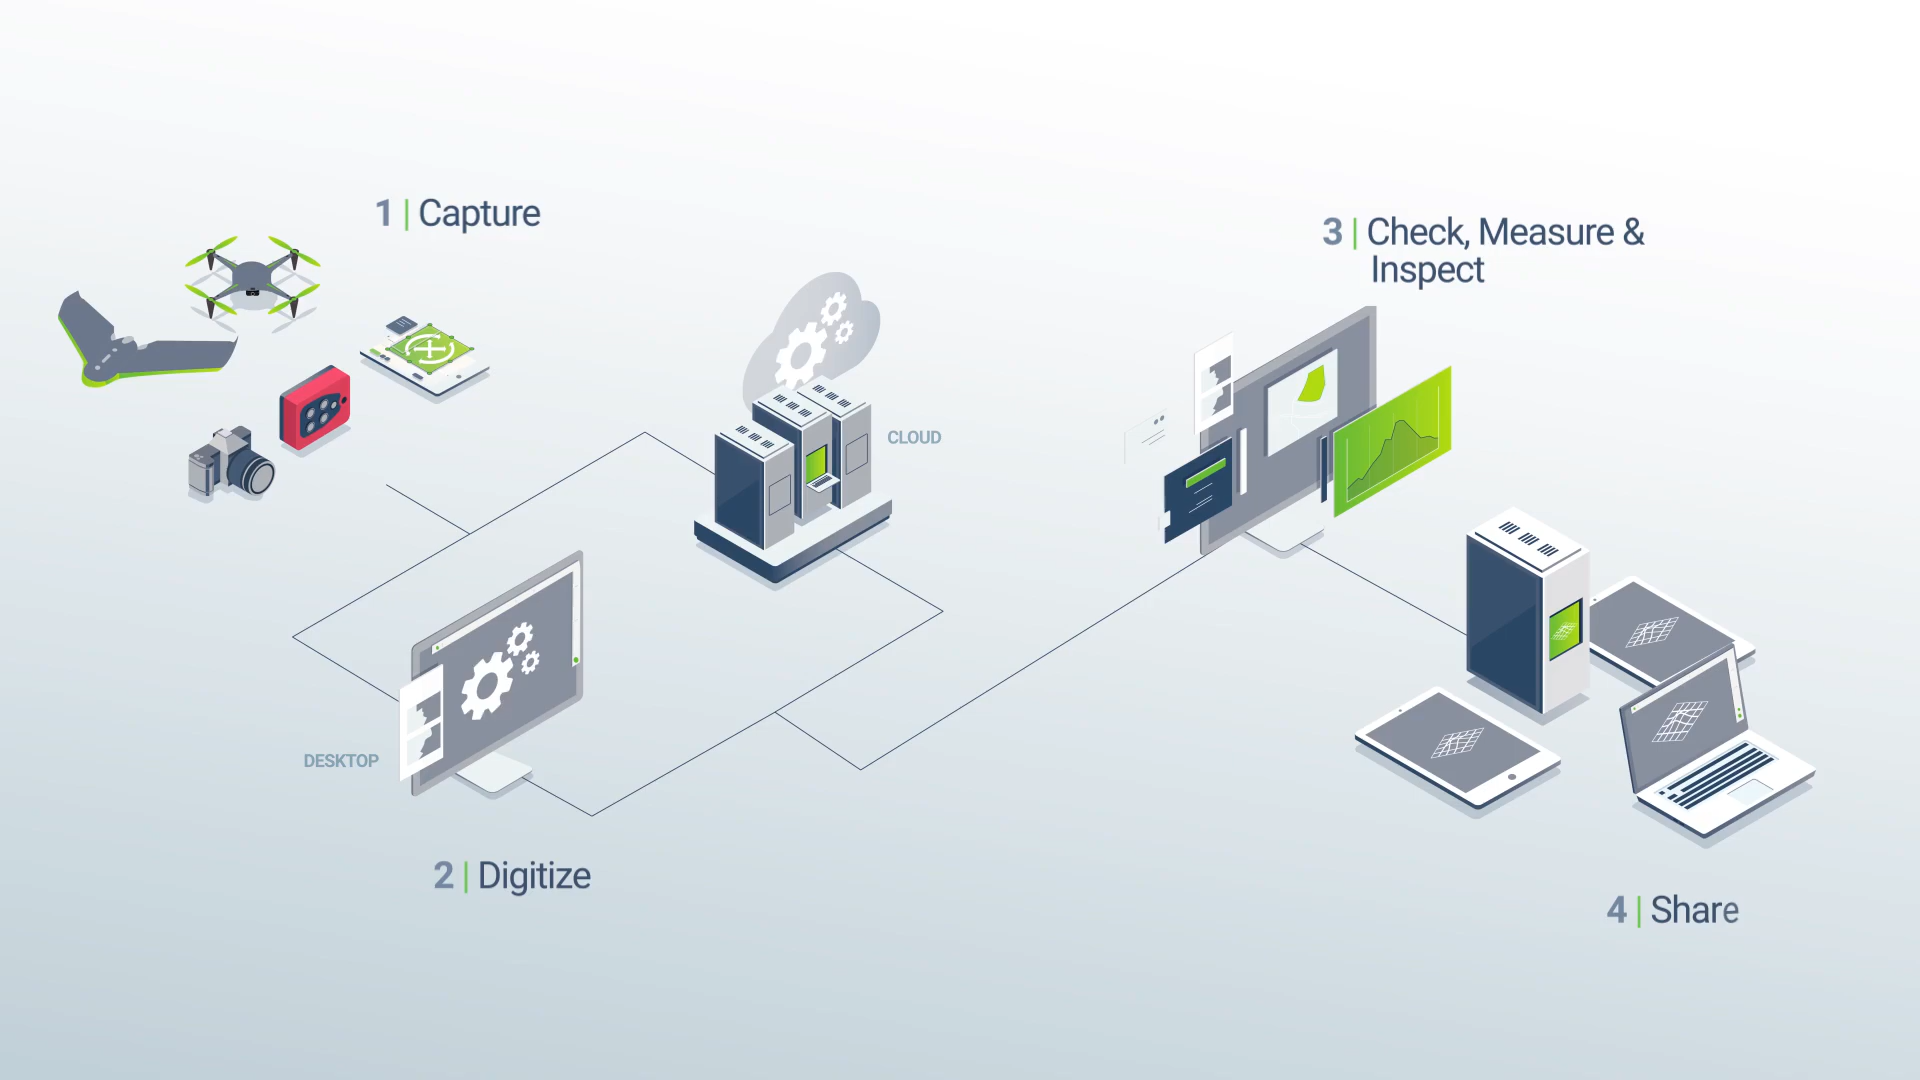 1 | Capture
CLOUD
DESKTOP
2 | Digitize
3 | Check, Measure &
Inspect
4 | Share